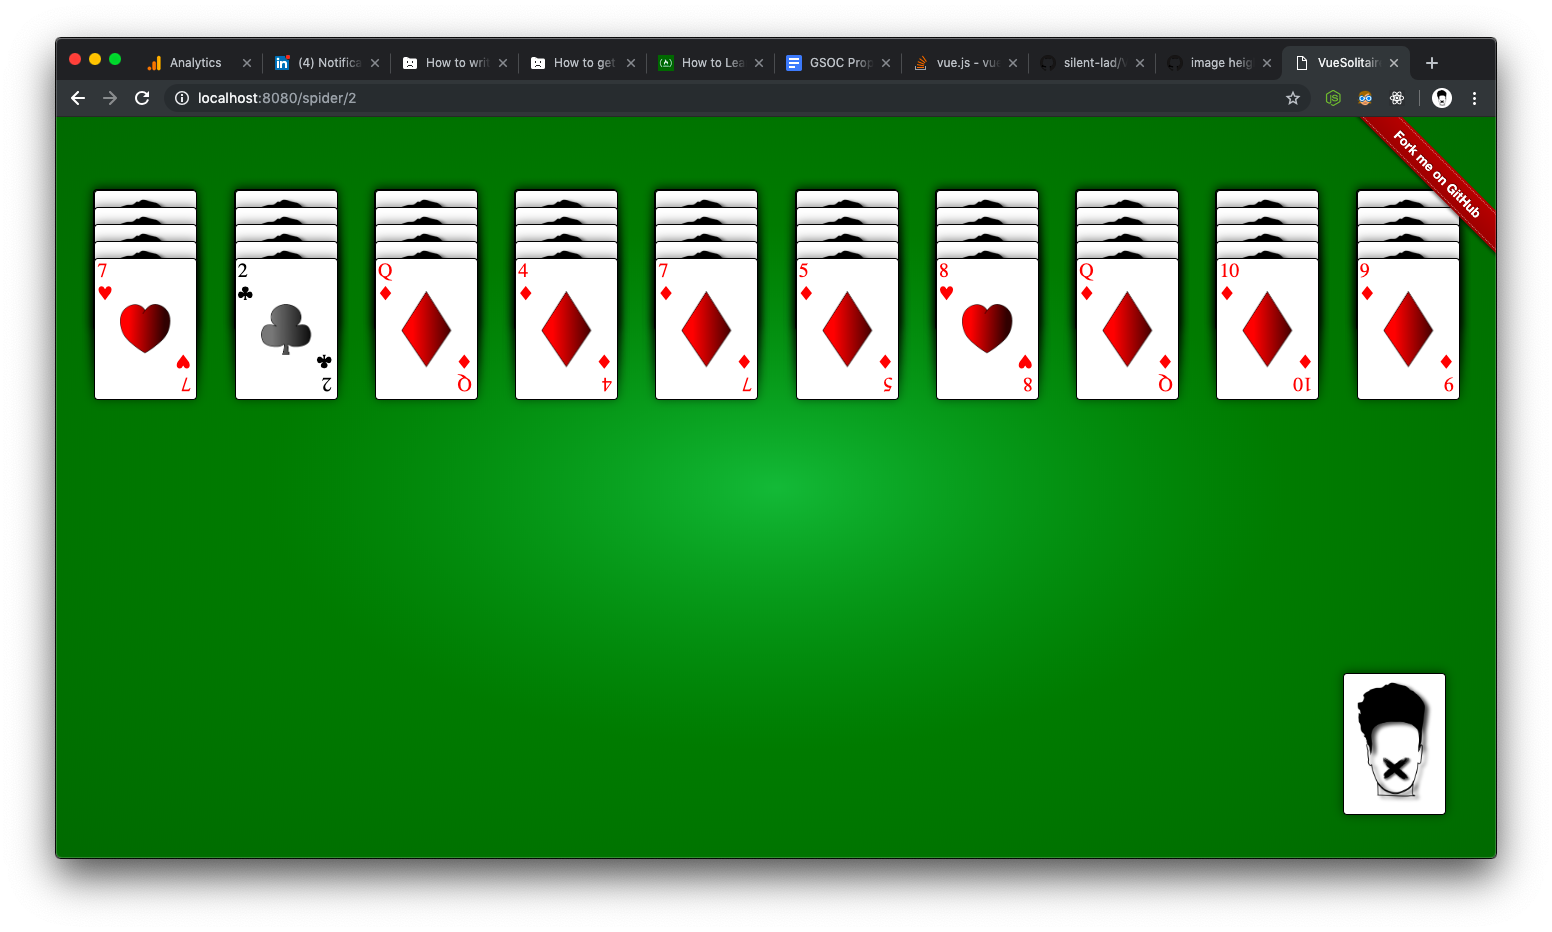 Analytics
(4) Notifica
How to writ
How to get
How to Lea
GSOC Prop
vue.js - vue
silent-lad/V
image heig
VueSolitair
localhost:8080/spider/2
Fork me on GitHub
7 2 Q 4 7 5 8 Q 10 9
7 2 Q 4 7 5 8 Q 10 9